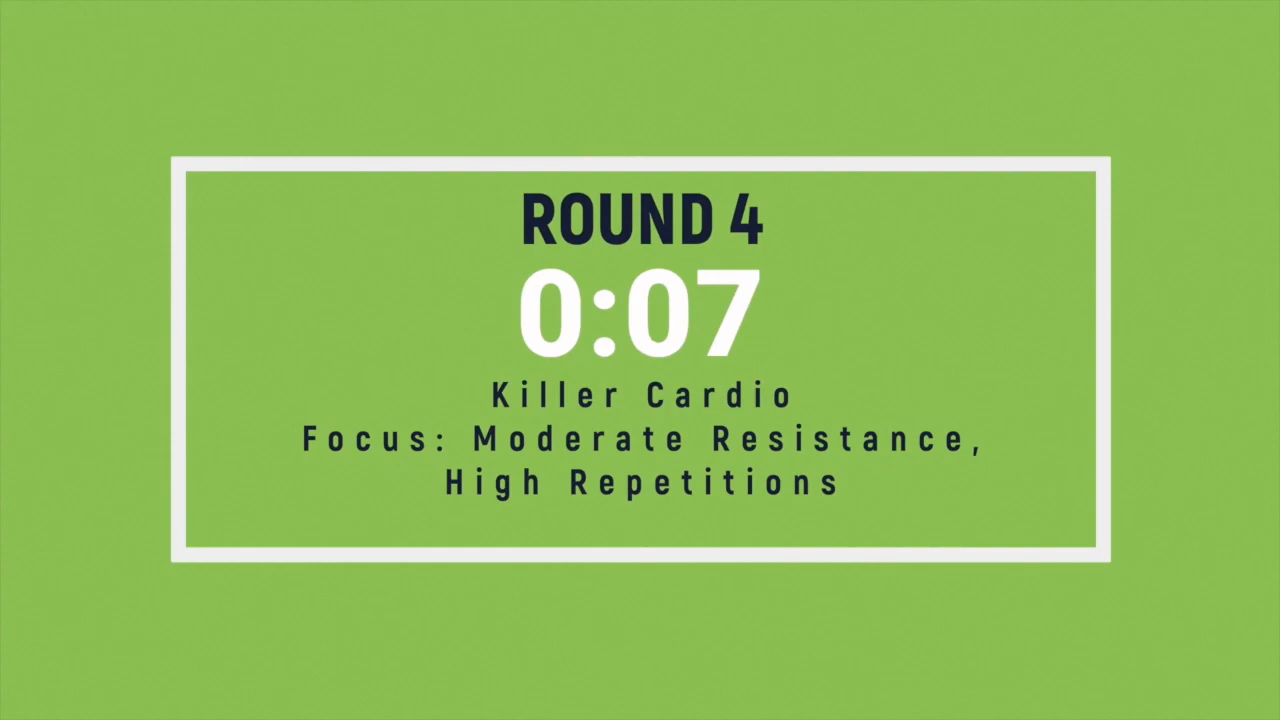 ROUND 4
0:07
Killer Cardio
Focus: Moderate Resistance,
High Repetitions